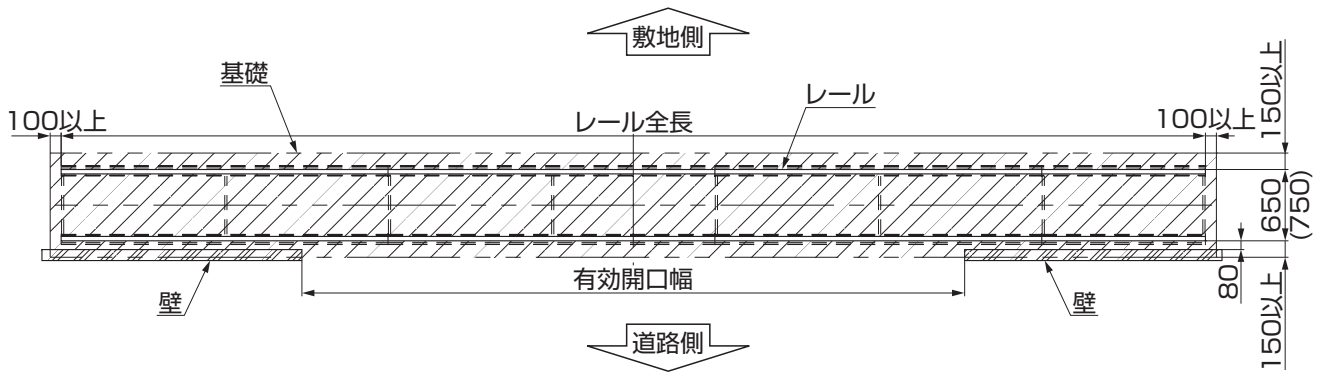 敷地側
基礎
レール
150以上
100以上
レール全長
100以上
650
(750)
有効開口幅
壁
壁
80
150以上
道路側